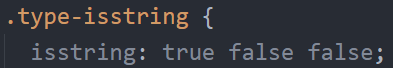 .type-isstring {
isstring: true false false;